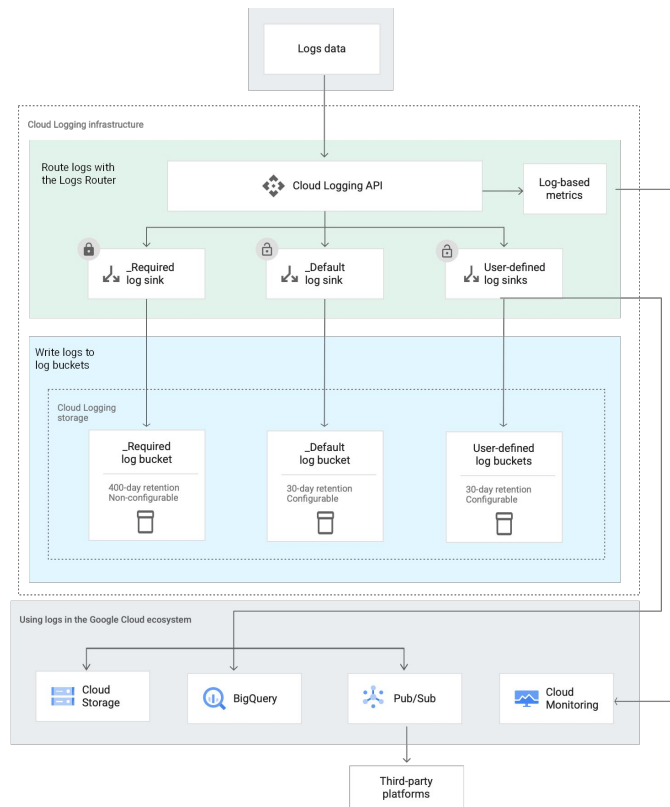 Logs data
Cloud Logging infrastructure
Route logs with
the Logs Router
Cloud Logging API
Log-based
metrics
_Required
log sink
_Default
log sink
User-defined
log sinks
Write logs to
log buckets
Cloud Logging
storage
_Required
log bucket
400-day retention
Non-configurable
_Default
log bucket
30-day retention
Configurable
User-defined
log buckets
30-day retention
Configurable
Using logs in the Google Cloud ecosystem
Cloud
Storage
BigQuery
Pub/Sub
Cloud
Monitoring
Third-party
platforms